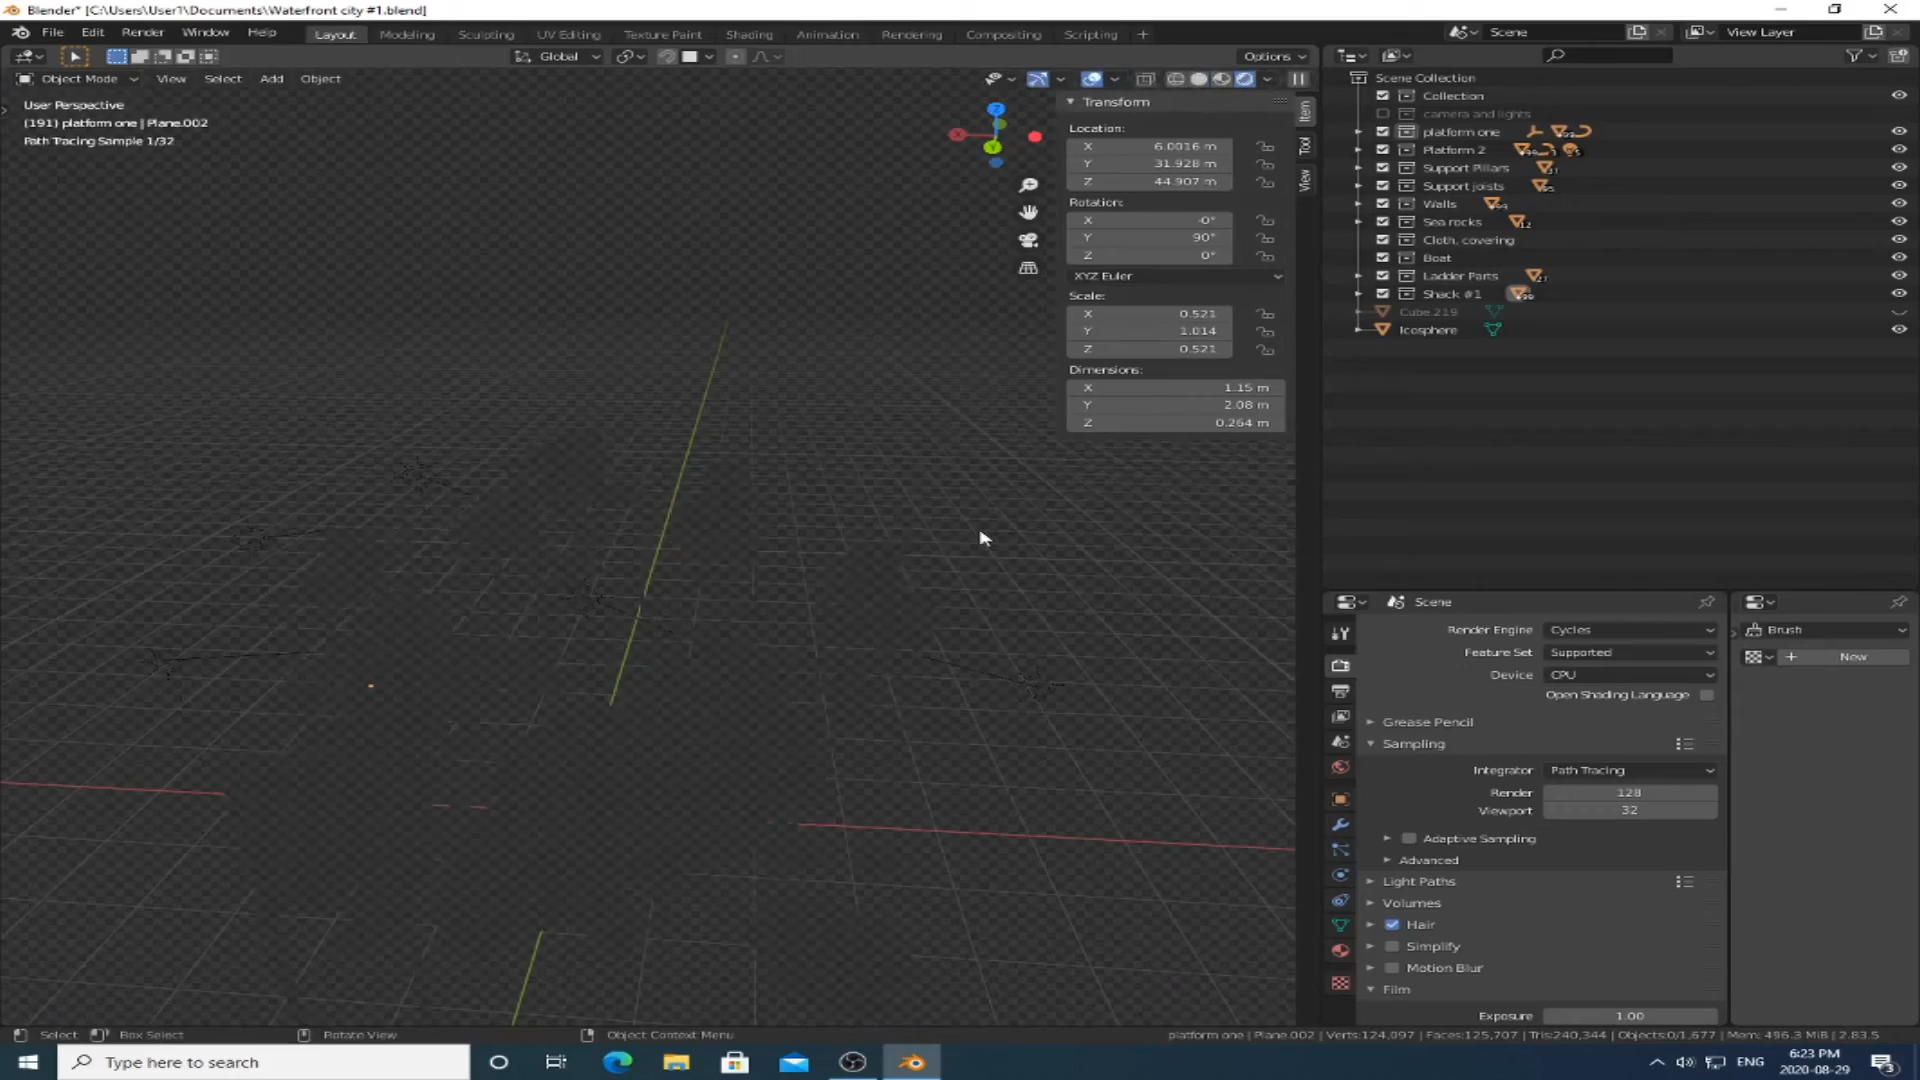 Blender* [C:\Users\User1\Documents\Waterfront city #1.blend]
File Edit Render Window Help Layout Modeling Sculpting UV Editing Texture Paint Shading Animation Rendering Compositing Scripting + Scene View Layer
Global Options
Object Mode View Select Add Object
User Perspective
(191) platform one | Plane.002
Path Tracing Sample 1/32
Transform
Location:
X 6.0016 m
Y 31.928 m
Z 44.907 m
Rotation:
X -0°
Y 90°
Z 0°
XYZ Euler
Scale:
X 0.521
Y 1.014
Z 0.521
Dimensions:
X 1.15 m
Y 2.08 m
Z 0.264 m
Item
Tool
View
Scene Collection
Collection
camera and lights
platform one
Platform 2
Support Pillars
Support joists
Walls
Sea rocks 12
Cloth, covering
Boat
Ladder Parts
Shack #1
Cube.219
Icosphere
Scene
Render Engine Cycles
Feature Set Supported
Device CPU
Open Shading Language
Grease Pencil
Sampling
Integrator Path Tracing
Render 128
Viewport 32
Adaptive Sampling
Advanced
Light Paths
Volumes
Hair
Simplify
Motion Blur
Film
Exposure 1.00
Brush
+ New
Select Box Select Rotate View Object Context Menu platform one | Plane.002 | Verts:124,097 | Faces:125,707 | Tris:240,344 | Objects:0/1,677 | Mem: 496.3 MiB | 2.83.5
Type here to search
ENG
6:23 PM
2020-08-29
3